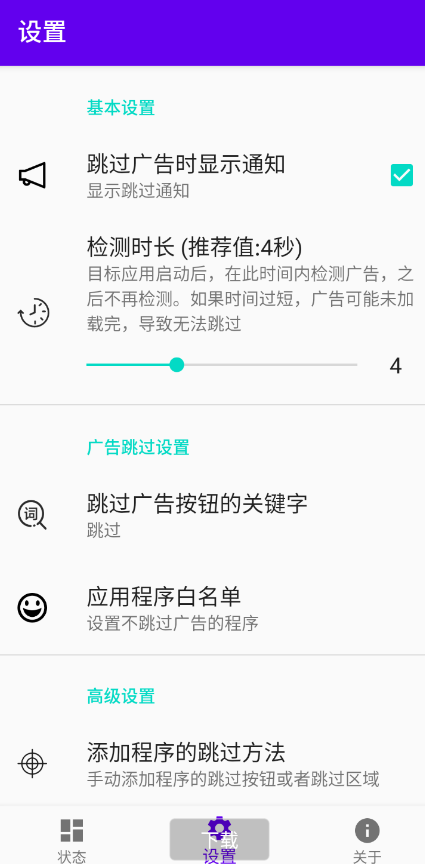 设置
基本设置
跳过广告时显示通知
显示跳过通知
检测时长 (推荐值:4秒)
目标应用启动后，在此时间内检测广告，之
后不再检测。如果时间过短，广告可能未加
载完，导致无法跳过
4
广告跳过设置
词
跳过广告按钮的关键字
跳过
应用程序白名单
设置不跳过广告的程序
高级设置
添加程序的跳过方法
手动添加程序的跳过按钮或者跳过区域
下载
状态
设置
关于